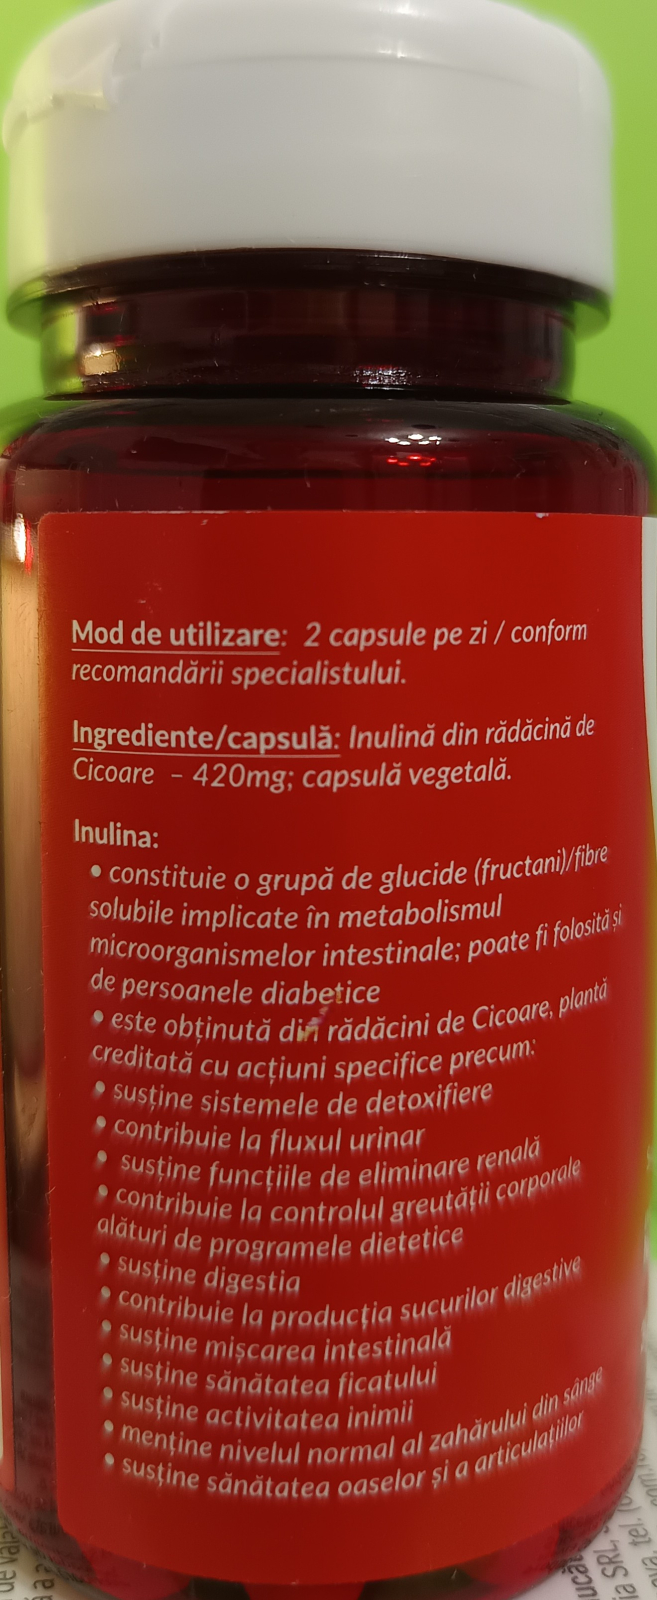 Mod de utilizare: 2 capsule pe zi / conform
recomandării specialistului.
Ingrediente/capsulă: Inulină din rădăcină de
Cicoare – 420mg; capsulă vegetală.
Inulina:
• constituie o grupă de glucide (fructani)/fibre
solubile implicate în metabolismul
microorganismelor intestinale; poate fi folosită și
de persoanele diabetice
• este obținută din rădăcini de Cicoare, plantă
creditată cu acțiuni specifice precum:
• susține sistemele de detoxifiere
• contribuie la fluxul urinar
• susține funcțiile de eliminare renală
• contribuie la controlul greutății corporale
alături de programele dietetice
• susține digestia
• contribuie la producția sucurilor digestive
• susține mișcarea intestinală
• susține sănătatea ficatului
• susține activitatea inimii
• menține nivelul normal al zahărului din sânge
• susține sănătatea oaselor și a articulațiilor